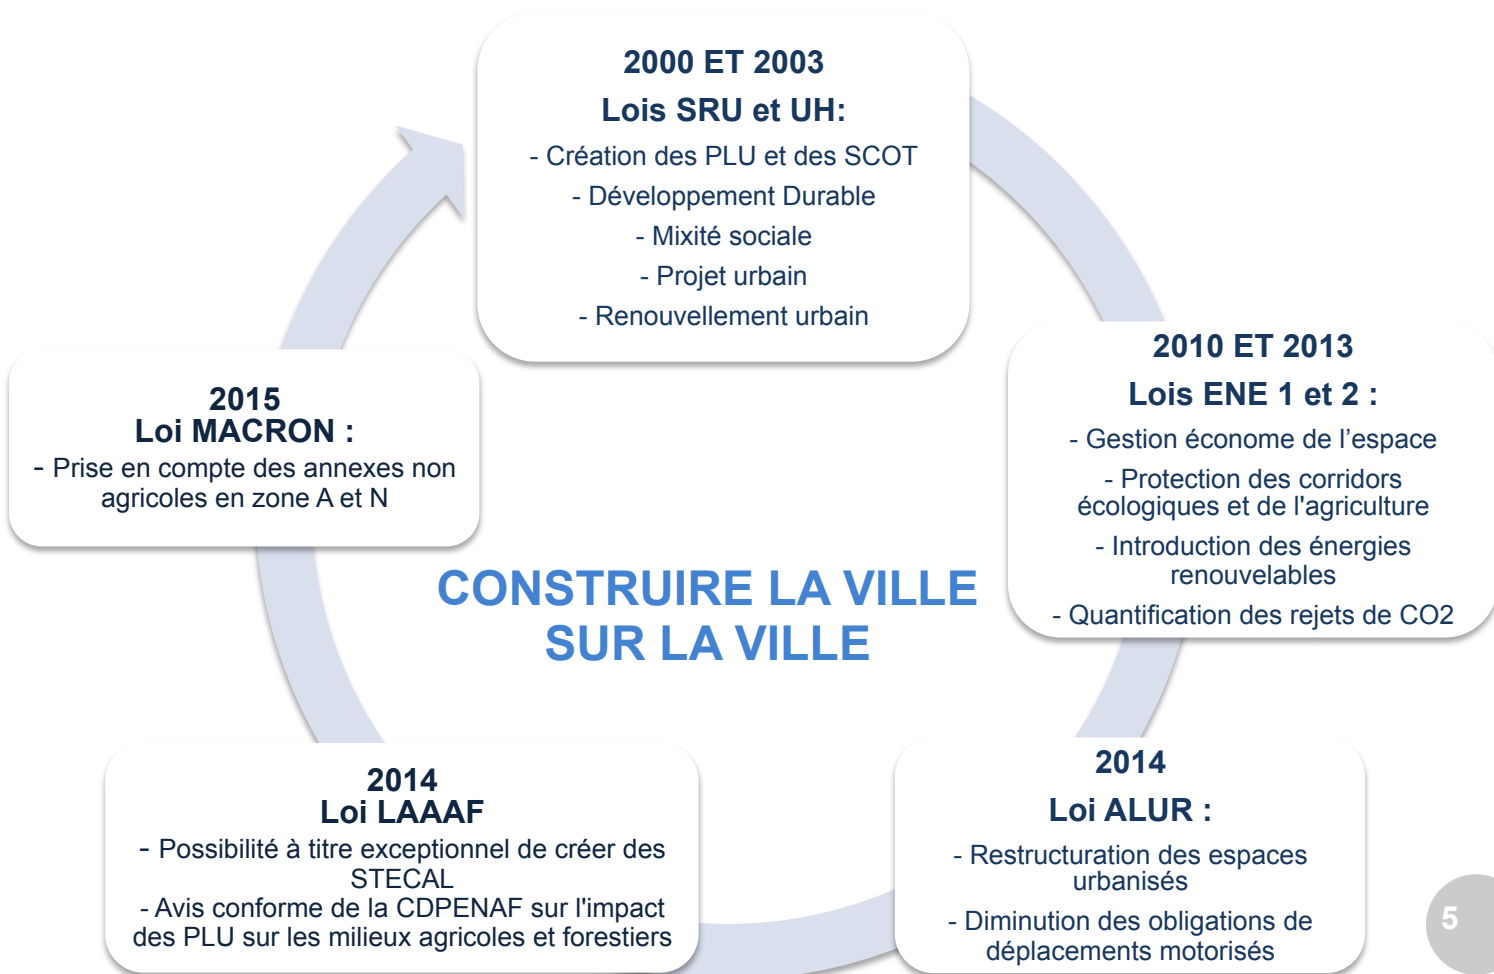 2000 ET 2003
Lois SRU et UH:
- Création des PLU et des SCOT
- Développement Durable
- Mixité sociale
- Projet urbain
- Renouvellement urbain
2010 ET 2013
Lois ENE 1 et 2 :
- Gestion économe de l’espace
- Protection des corridors
écologiques et de l'agriculture
- Introduction des énergies
renouvelables
- Quantification des rejets de CO2
2014
Loi ALUR :
- Restructuration des espaces
urbanisés
- Diminution des obligations de
déplacements motorisés
2014
Loi LAAAF
- Possibilité à titre exceptionnel de créer des
STECAL
- Avis conforme de la CDPENAF sur l'impact
des PLU sur les milieux agricoles et forestiers
2015
Loi MACRON :
- Prise en compte des annexes non
agricoles en zone A et N
CONSTRUIRE LA VILLE
SUR LA VILLE
5